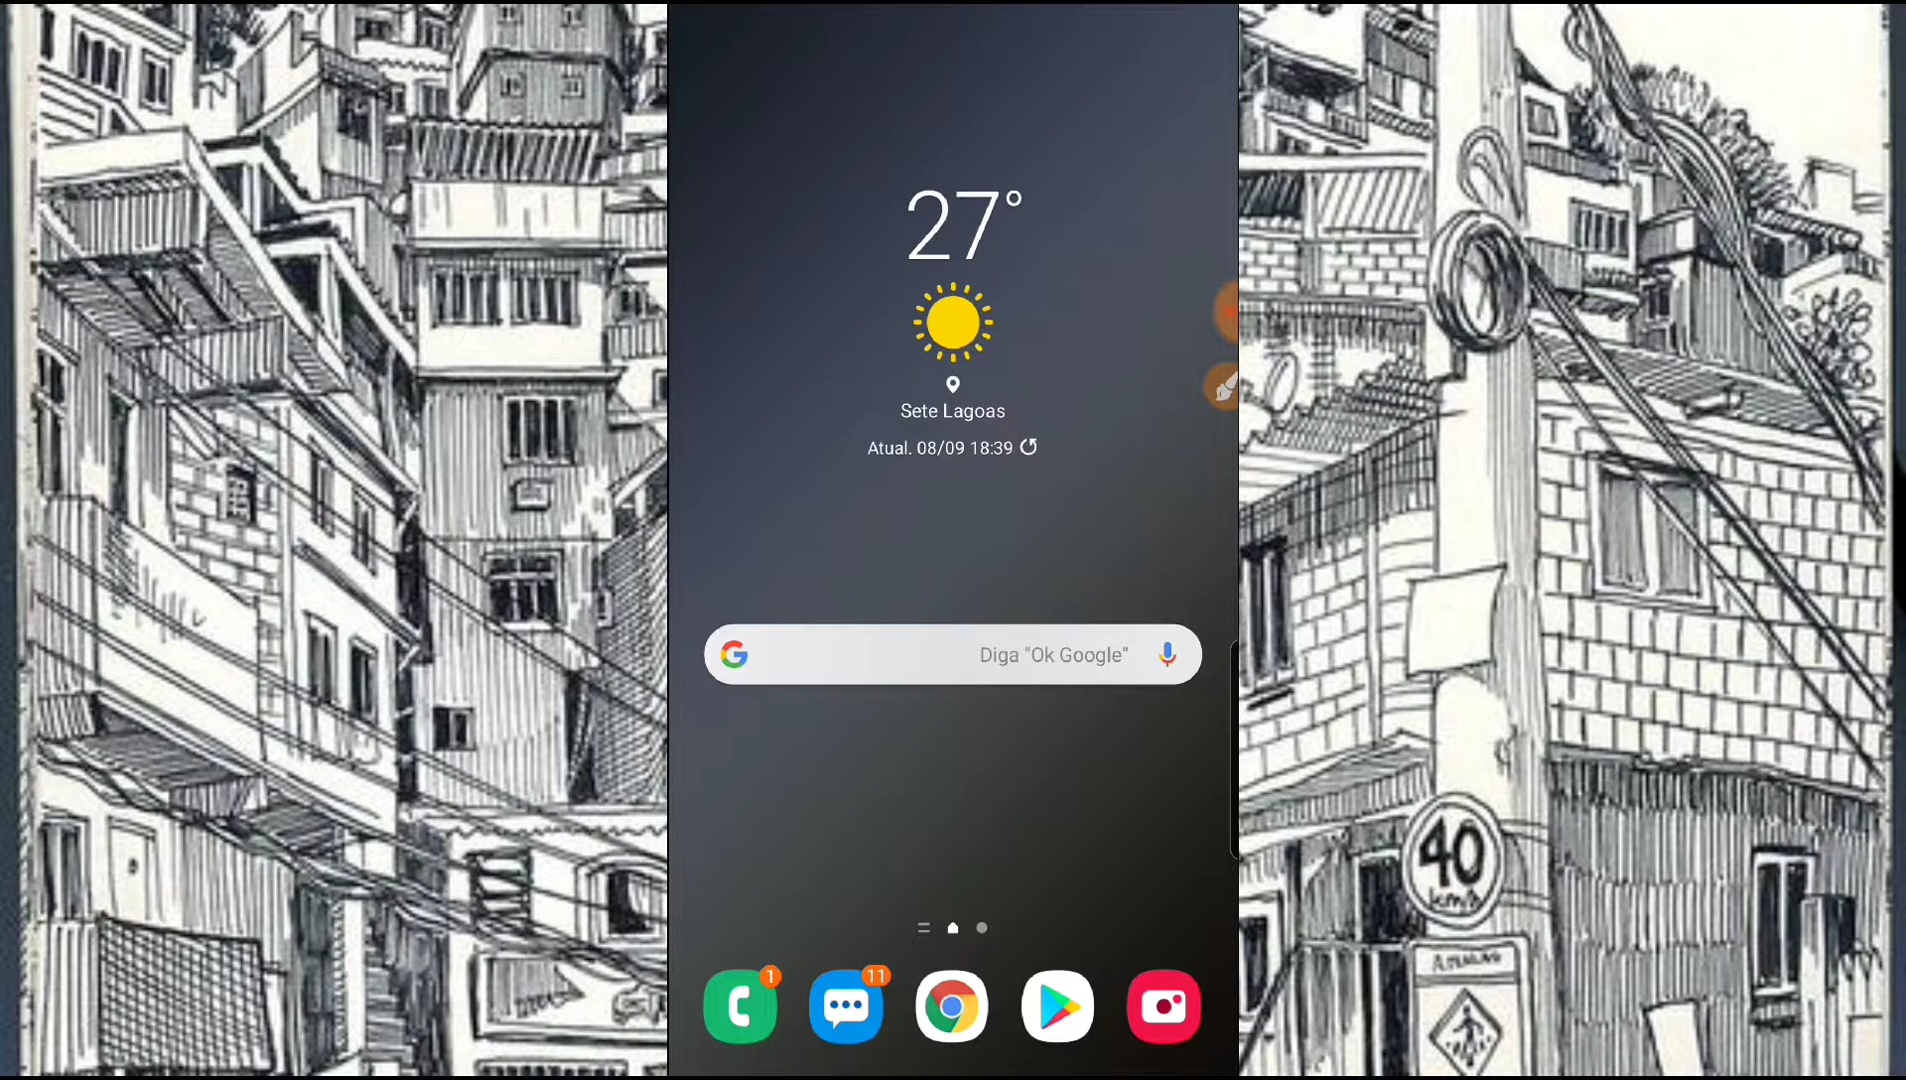 27°
Sete Lagoas
Atual. 08/09 18:39
G
Diga "Ok Google"
1
11
40
km/h